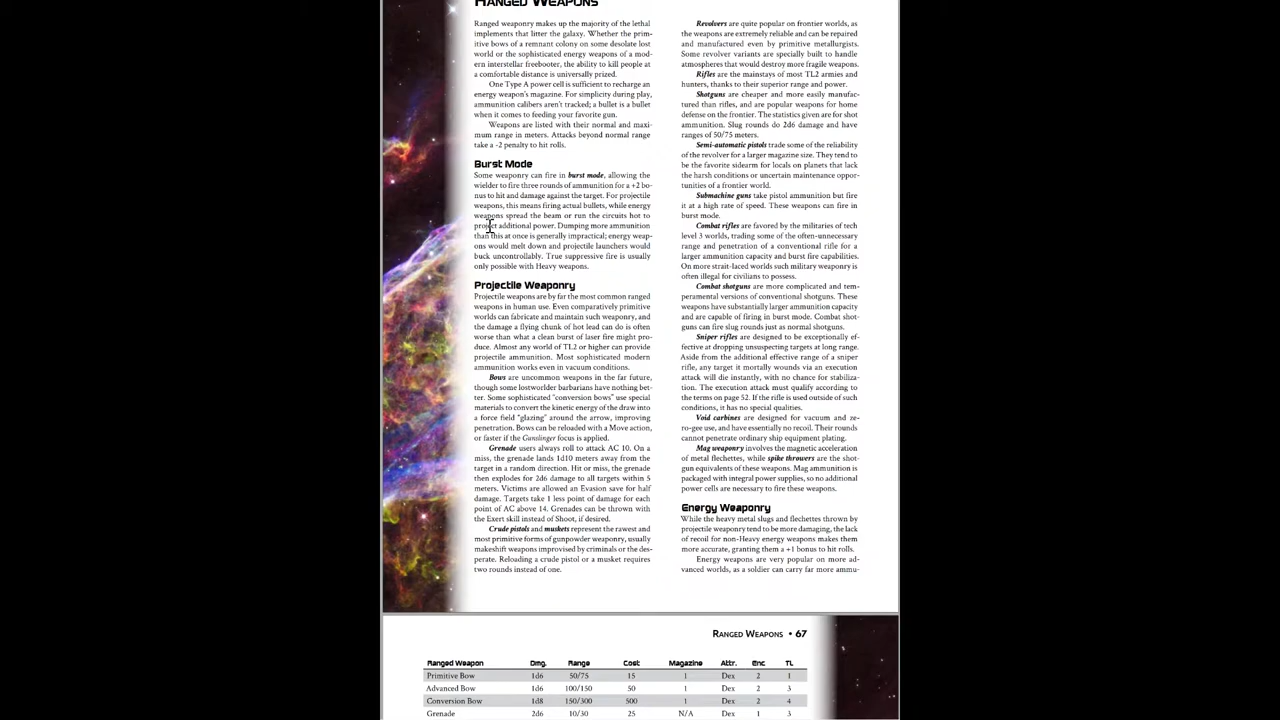 Ranged Weapons
Ranged weaponry makes up the majority of the lethal
implements that litter the galaxy. Whether the prim-
itive bows of a remnant colony on some desolate lost
world or the sophisticated energy weapons of a mod-
ern interstellar freebooter, the ability to kill people at
a comfortable distance is universally prized.
One Type A power cell is sufficient to recharge an
energy weapon's magazine. For simplicity during play,
ammunition calibers aren't tracked; a bullet is a bullet
when it comes to feeding your favorite gun.
Weapons are listed with their normal and maxi-
mum range in meters. Attacks beyond normal range
take a -2 penalty to hit rolls.
Burst Mode
Some weaponry can fire in burst mode, allowing the
wielder to fire three rounds of ammunition for a +2 bo-
nus to hit and damage against the target. For projectile
weapons, this means firing actual bullets, while energy
weapons spread the beam or run the circuits hot to
project additional power. Dumping more ammunition
than this at once is generally impractical; energy weap-
ons would melt down and projectile launchers would
buck uncontrollably. True suppressive fire is usually
only possible with Heavy weapons.
Projectile Weaponry
Projectile weapons are by far the most common ranged
weapons in human use. Even comparatively primitive
worlds can fabricate and maintain such weaponry, and
the damage a flying chunk of hot lead can do is often
worse than what a clean burst of laser fire might pro-
duce. Almost any world of TL2 or higher can provide
projectile ammunition. Most sophisticated modern
ammunition works even in vacuum conditions.
Bows are uncommon weapons in the far future,
though some lostworlder barbarians have nothing bet-
ter. Some sophisticated "conversion bows" use special
materials to convert the kinetic energy of the draw into
a force field "glazing" around the arrow, improving
penetration. Bows can be reloaded with a Move action,
or faster if the Gunslinger focus is applied.
Grenade users always roll to attack AC 10. On a
miss, the grenade lands 1d10 meters away from the
target in a random direction. Hit or miss, the grenade
then explodes for 2d6 damage to all targets within 5
meters. Victims are allowed an Evasion save for half
damage. Targets take 1 less point of damage for each
point of AC above 14. Grenades can be thrown with
the Exert skill instead of Shoot, if desired.
Crude pistols and muskets represent the rawest and
most primitive forms of gunpowder weaponry, usually
makeshift weapons improvised by criminals or the des-
perate. Reloading a crude pistol or a musket requires
two rounds instead of one.
Revolvers are quite popular on frontier worlds, as
the weapons are extremely reliable and can be repaired
and manufactured even by primitive metallurgists.
Some revolver variants are specially built to handle
atmospheres that would destroy more fragile weapons.
Rifles are the mainstays of most TL2 armies and
hunters, thanks to their superior range and power.
Shotguns are cheaper and more easily manufac-
tured than rifles, and are popular weapons for home
defense on the frontier. The statistics given are for shot
ammunition. Slug rounds do 2d6 damage and have
ranges of 50/75 meters.
Semi-automatic pistols trade some of the reliability
of the revolver for a larger magazine size. They tend to
be the favorite sidearm for locals on planets that lack
the harsh conditions or uncertain maintenance oppor-
tunities of a frontier world.
Submachine guns take pistol ammunition but fire
it at a high rate of speed. These weapons can fire in
burst mode.
Combat rifles are favored by the militaries of tech
level 3 worlds, trading some of the often-unnecessary
range and penetration of a conventional rifle for a
larger ammunition capacity and burst fire capabilities.
On more strait-laced worlds such military weaponry is
often illegal for civilians to possess.
Combat shotguns are more complicated and tem-
peramental versions of conventional shotguns. These
weapons have substantially larger ammunition capacity
and are capable of firing in burst mode. Combat shot-
guns can fire slug rounds just as normal shotguns.
Sniper rifles are designed to be exceptionally ef-
fective at dropping unsuspecting targets at long range.
Aside from the additional effective range of a sniper
rifle, any target it mortally wounds via an execution
attack will die instantly, with no chance for stabiliza-
tion. The execution attack must qualify according to
the terms on page 52. If the rifle is used outside of such
conditions, it has no special qualities.
Void carbines are designed for vacuum and ze-
ro-gee use, and have essentially no recoil. Their rounds
cannot penetrate ordinary ship equipment plating.
Mag weaponry involves the magnetic acceleration
of metal flechettes, while spike throwers are the shot-
gun equivalents of these weapons. Mag ammunition is
packaged with integral power supplies, so no additional
power cells are necessary to fire these weapons.
Energy Weaponry
While the heavy metal slugs and flechettes thrown by
projectile weaponry tend to be more damaging, the lack
of recoil for non-Heavy energy weapons makes them
more accurate, granting them a +1 bonus to hit rolls.
Energy weapons are very popular on more ad-
vanced worlds, as a soldier can carry far more ammu-
Ranged Weapons • 67
Ranged Weapon Dmg. Range Cost Magazine Attr. Enc TL
Primitive Bow 1d6 50/75 15 1 Dex 2 1
Advanced Bow 1d6 100/150 50 1 Dex 2 3
Conversion Bow 1d8 150/300 500 1 Dex 2 4
Grenade 2d6 10/30 25 N/A Dex 1 3